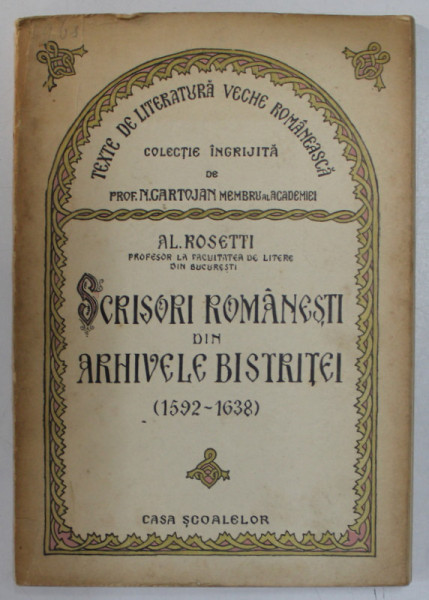 TEXTE DE LITERATURĂ VECHE ROMÂNEASCĂ
COLECȚIE ÎNGRIJITĂ
DE
PROF. N. CARTOJAN MEMBRU AL ACADEMIEI
AL. ROSETTI
PROFESOR LA FACULTATEA DE LITERE
DIN BUCUREȘTI
SCRISORI ROMÂNEȘTI
DIN
ARHIVELE BISTRIȚEI
(1592-1638)
CASA ȘCOALELOR